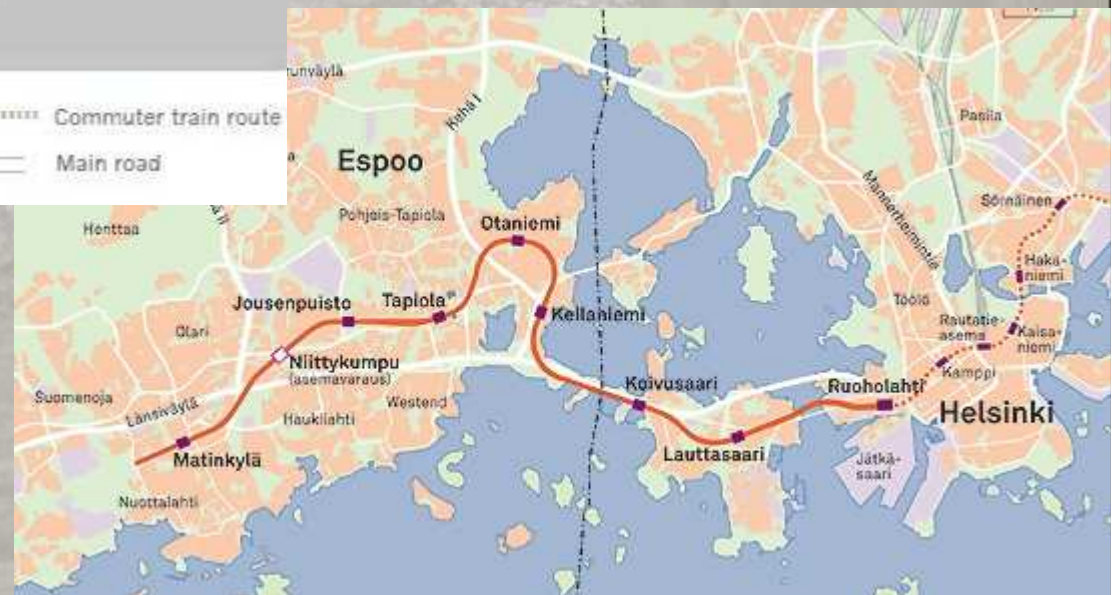 Commuter train route
Main road
Espoo
Kehä I
Pasila
Mannerheimintie
Sörnäinen
Henttaa
Pohjois-Tapiola
Otaniemi
Haka-
niemi
Töölö
Jousenpuisto
Tapiola
Keilaniemi
Rautatie-
asema
Kaisa-
niemi
Olari
Niittykumpu
(asemavaraus)
Kamppi
Koivusaari
Ruoholahti
Helsinki
Suomenoja
Länsiväylä
Haukilahti
Westend
Matinkylä
Lauttasaari
Jätkä-
saari
Nuottalahti